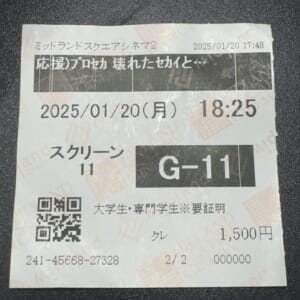 ミッドランドスクエアシネマ2 2025/01/20 17:48
応援)プロセカ 壊れたセカイと…
2025/01/20(月) 18:25
スクリーン G-11
11
大学生・専門学生※要証明
クレ 1,500円
241-45668-27328 2/2 000000